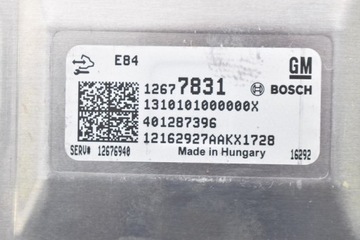 E84
GM
12677831
BOSCH
1310101000000X
401287396
12162927AAKX1728
Made in Hungary
SERV# 12676940
16292